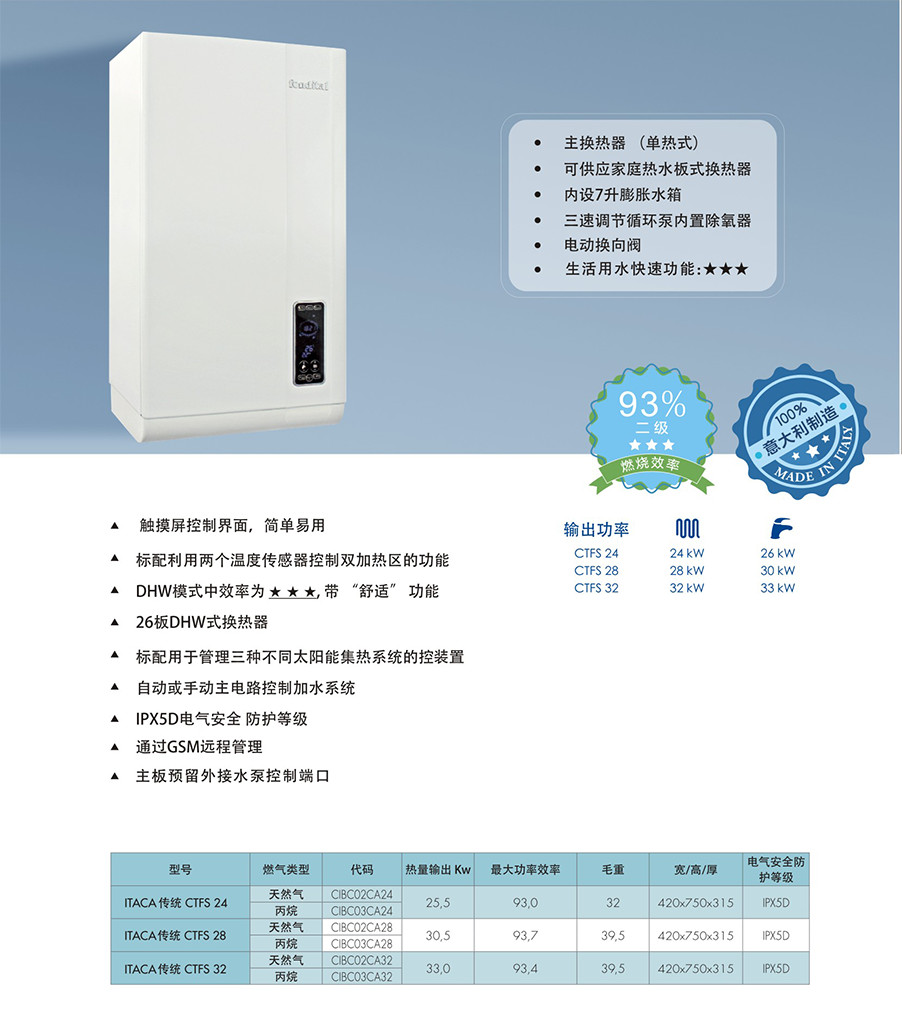 Radital
主换热器 （单热式）
可供应家庭热水板式换热器
内设7升膨胀水箱
三速调节循环泵内置除氧器
电动换向阀
生活用水快速功能:★★★
93%
二级
★★★
燃烧效率
100%
意大利制造
MADE IN ITALY
▲ 触摸屏控制界面，简单易用
▲ 标配利用两个温度传感器控制双加热区的功能
▲ DHW模式中效率为 ★ ★ ★, 带 “舒适” 功能
▲ 26板DHW式换热器
▲ 标配用于管理三种不同太阳能集热系统的控装置
▲ 自动或手动主电路控制加水系统
▲ IPX5D电气安全 防护等级
▲ 通过GSM远程管理
▲ 主板预留外接水泵控制端口
输出功率
CTFS 24 24 kW 26 kW
CTFS 28 28 kW 30 kW
CTFS 32 32 kW 33 kW
型号 燃气类型 代码 热量输出 Kw 最大功率效率 毛重 宽/高/厚 电气安全防护等级
ITACA 传统 CTFS 24 天然气 CIBC02CA24 25,5 93,0 32 420x750x315 IPX5D
丙烷 CIBC03CA24
ITACA 传统 CTFS 28 天然气 CIBC02CA28 30,5 93,7 39,5 420x750x315 IPX5D
丙烷 CIBC03CA28
ITACA 传统 CTFS 32 天然气 CIBC02CA32 33,0 93,4 39,5 420x750x315 IPX5D
丙烷 CIBC03CA32